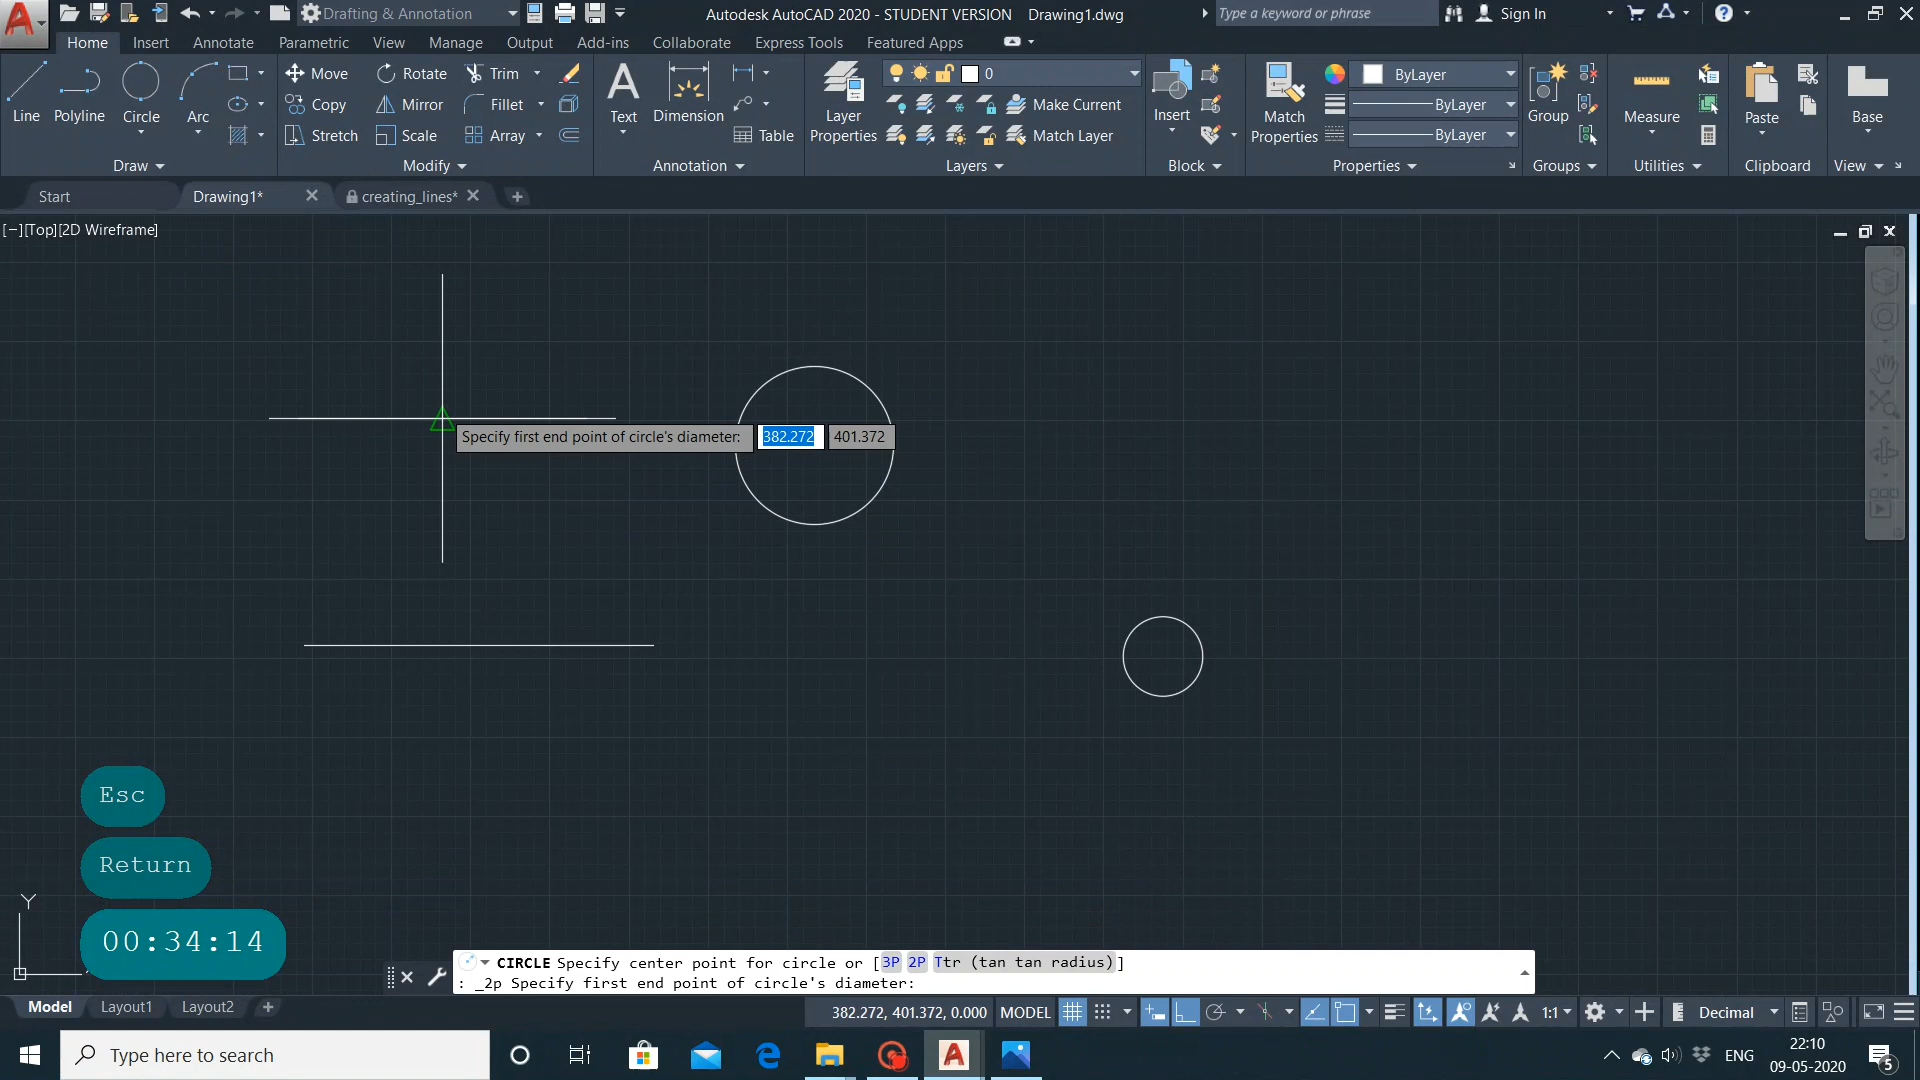 Drafting & Annotation
Autodesk AutoCAD 2020 - STUDENT VERSION Drawing1.dwg
Type a keyword or phrase
Sign In
Home Insert Annotate Parametric View Manage Output Add-ins Collaborate Express Tools Featured Apps
Line Polyline Circle Arc
Move Rotate Trim
Copy Mirror Fillet
Stretch Scale Array
Text Dimension Table
Layer Properties
0
Make Current
Match Layer
Insert
Match Properties
ByLayer
ByLayer
ByLayer
Group
Measure
Paste
Base
Draw Modify Annotation Layers Block Properties Groups Utilities Clipboard View
Start Drawing1* creating_lines*
[−][Top][2D Wireframe]
Specify first end point of circle's diameter: 382.272 401.372
Esc
Return
00:34:14
Y
CIRCLE Specify center point for circle or [3P 2P Ttr (tan tan radius)]
: _2p Specify first end point of circle's diameter:
Model Layout1 Layout2
382.272, 401.372, 0.000 MODEL
1:1
Decimal
Type here to search
ENG
22:10
09-05-2020
5